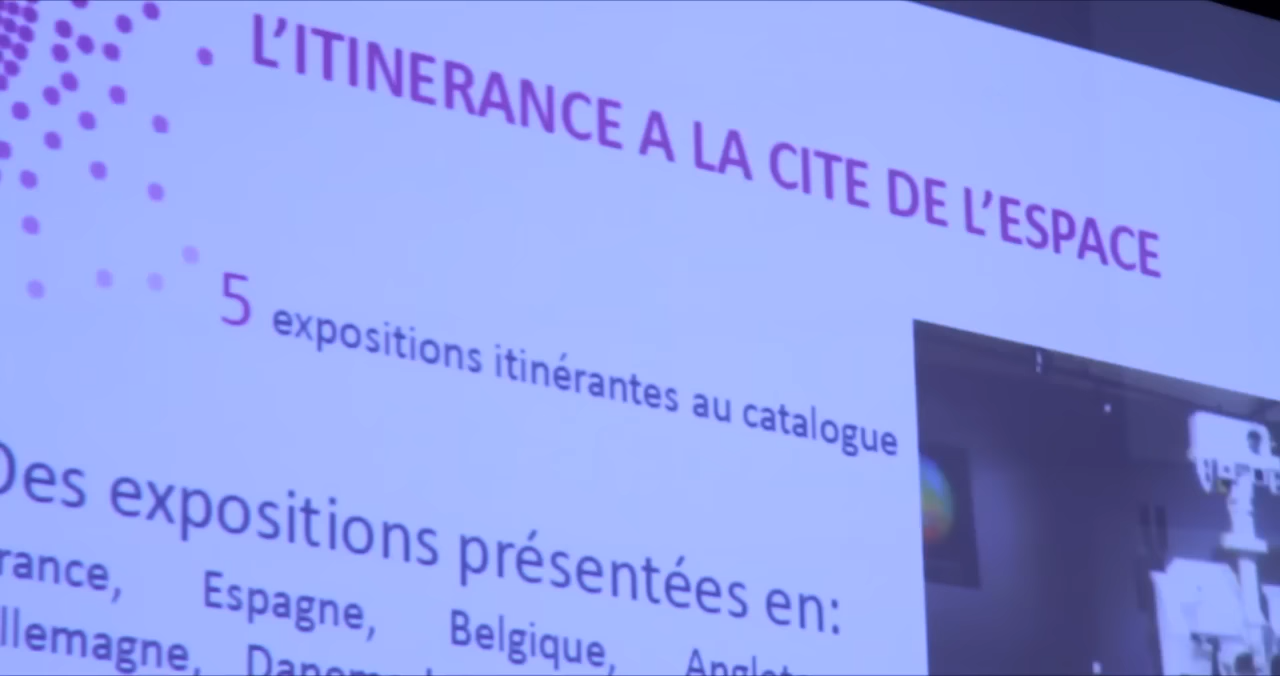 L’ITINERANCE A LA CITE DE L’ESPACE
5 expositions itinérantes au catalogue
Des expositions présentées en:
rance, Espagne, Belgique,
llemagne,